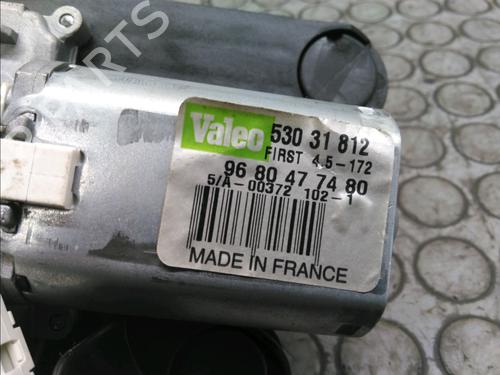 PARTS
Valeo 530 31 812
FIRST 4.5-172
96 80 47 74 80
5/A-00372 102-1
MADE IN FRANCE